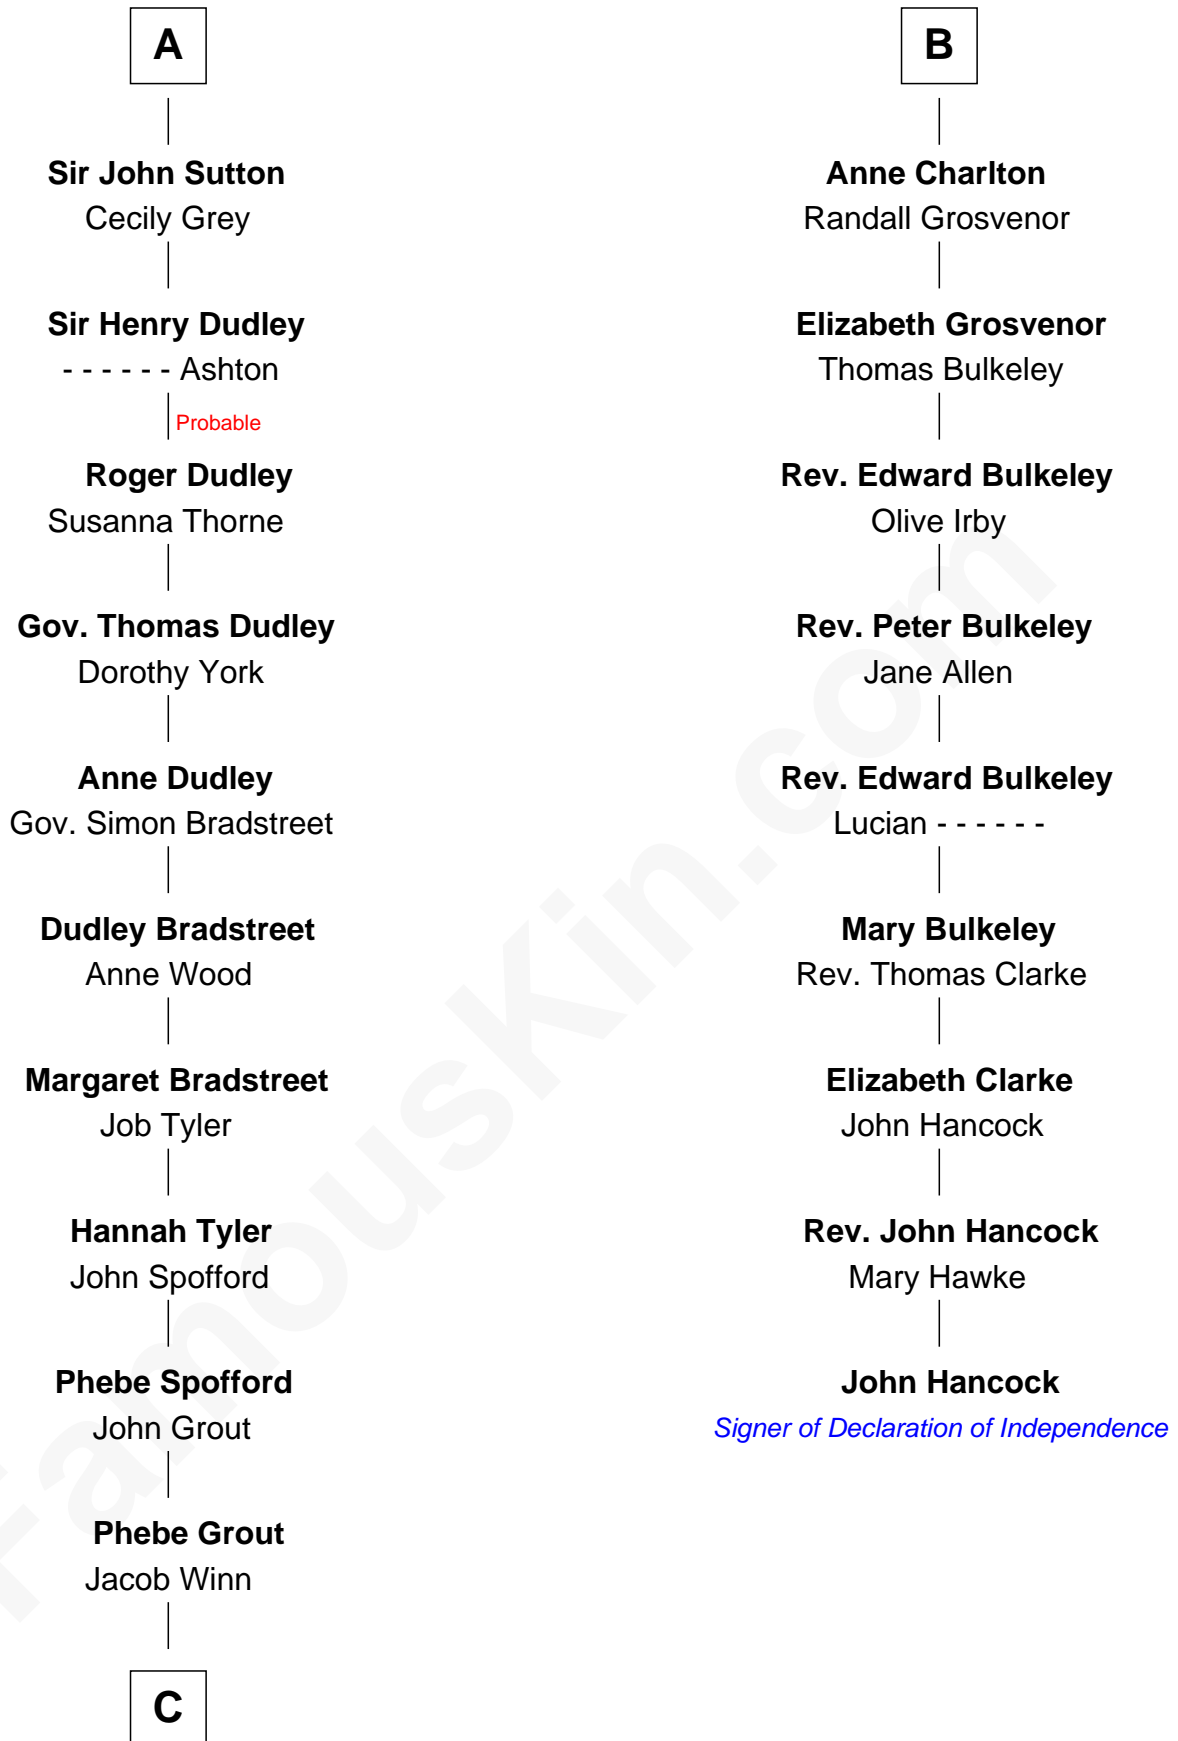 A
Sir John Sutton
Cecily Grey
Sir Henry Dudley
- - - - - - Ashton
Probable
Roger Dudley
Susanna Thorne
Gov. Thomas Dudley
Dorothy York
Anne Dudley
Gov. Simon Bradstreet
Dudley Bradstreet
Anne Wood
Margaret Bradstreet
Job Tyler
Hannah Tyler
John Spofford
Phebe Spofford
John Grout
Phebe Grout
Jacob Winn
C
B
Anne Charlton
Randall Grosvenor
Elizabeth Grosvenor
Thomas Bulkeley
Rev. Edward Bulkeley
Olive Irby
Rev. Peter Bulkeley
Jane Allen
Rev. Edward Bulkeley
Lucian - - - - - -
Mary Bulkeley
Rev. Thomas Clarke
Elizabeth Clarke
John Hancock
Rev. John Hancock
Mary Hawke
John Hancock
Signer of Declaration of Independence
FamousKin.com